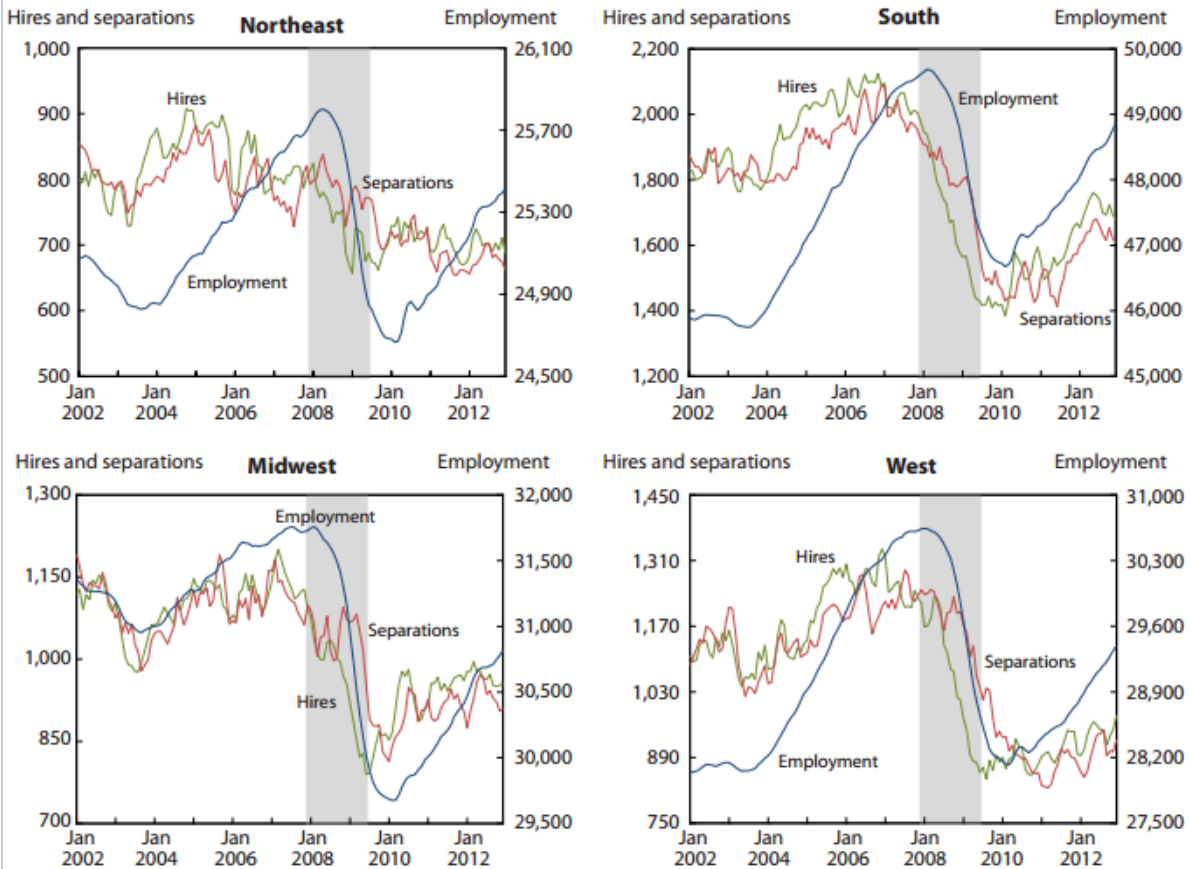 Hires and separations
Northeast
Employment
1,000
900
800
700
600
500
26,100
25,700
25,300
24,900
24,500
Hires
Separations
Employment
Jan Jan Jan Jan Jan Jan
2002 2004 2006 2008 2010 2012
Hires and separations
South
Employment
2,200
2,000
1,800
1,600
1,400
1,200
50,000
49,000
48,000
47,000
46,000
45,000
Hires
Employment
Separations
Jan Jan Jan Jan Jan Jan
2002 2004 2006 2008 2010 2012
Hires and separations
Midwest
Employment
1,300
1,150
1,000
850
700
32,000
31,500
31,000
30,500
30,000
29,500
Employment
Separations
Hires
Jan Jan Jan Jan Jan Jan
2002 2004 2006 2008 2010 2012
Hires and separations
West
Employment
1,450
1,310
1,170
1,030
890
750
31,000
30,300
29,600
28,900
28,200
27,500
Hires
Separations
Employment
Jan Jan Jan Jan Jan Jan
2002 2004 2006 2008 2010 2012